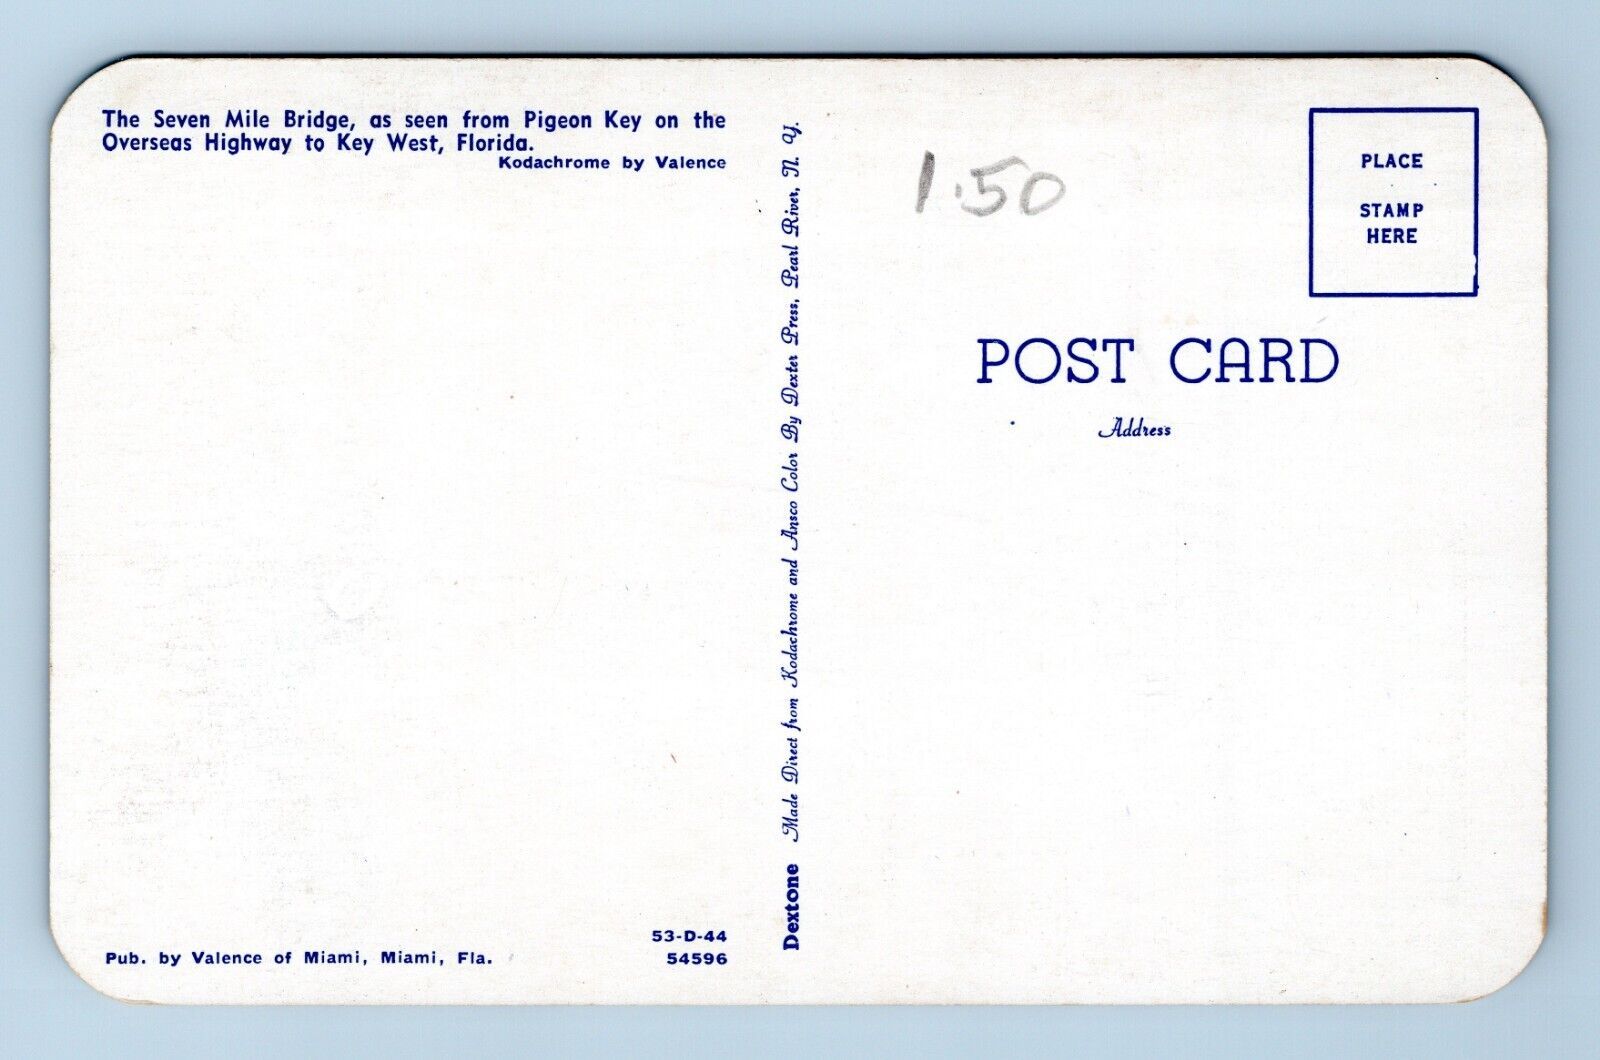 The Seven Mile Bridge, as seen from Pigeon Key on the
Overseas Highway to Key West, Florida.
Kodachrome by Valence
Pub. by Valence of Miami, Miami, Fla.
53-D-44
54596
Dextone Made Direct from Kodachrome and Ansco Color By Dexter Press, Pearl River, N. Y.
1.50
PLACE
STAMP
HERE
POST CARD
Address